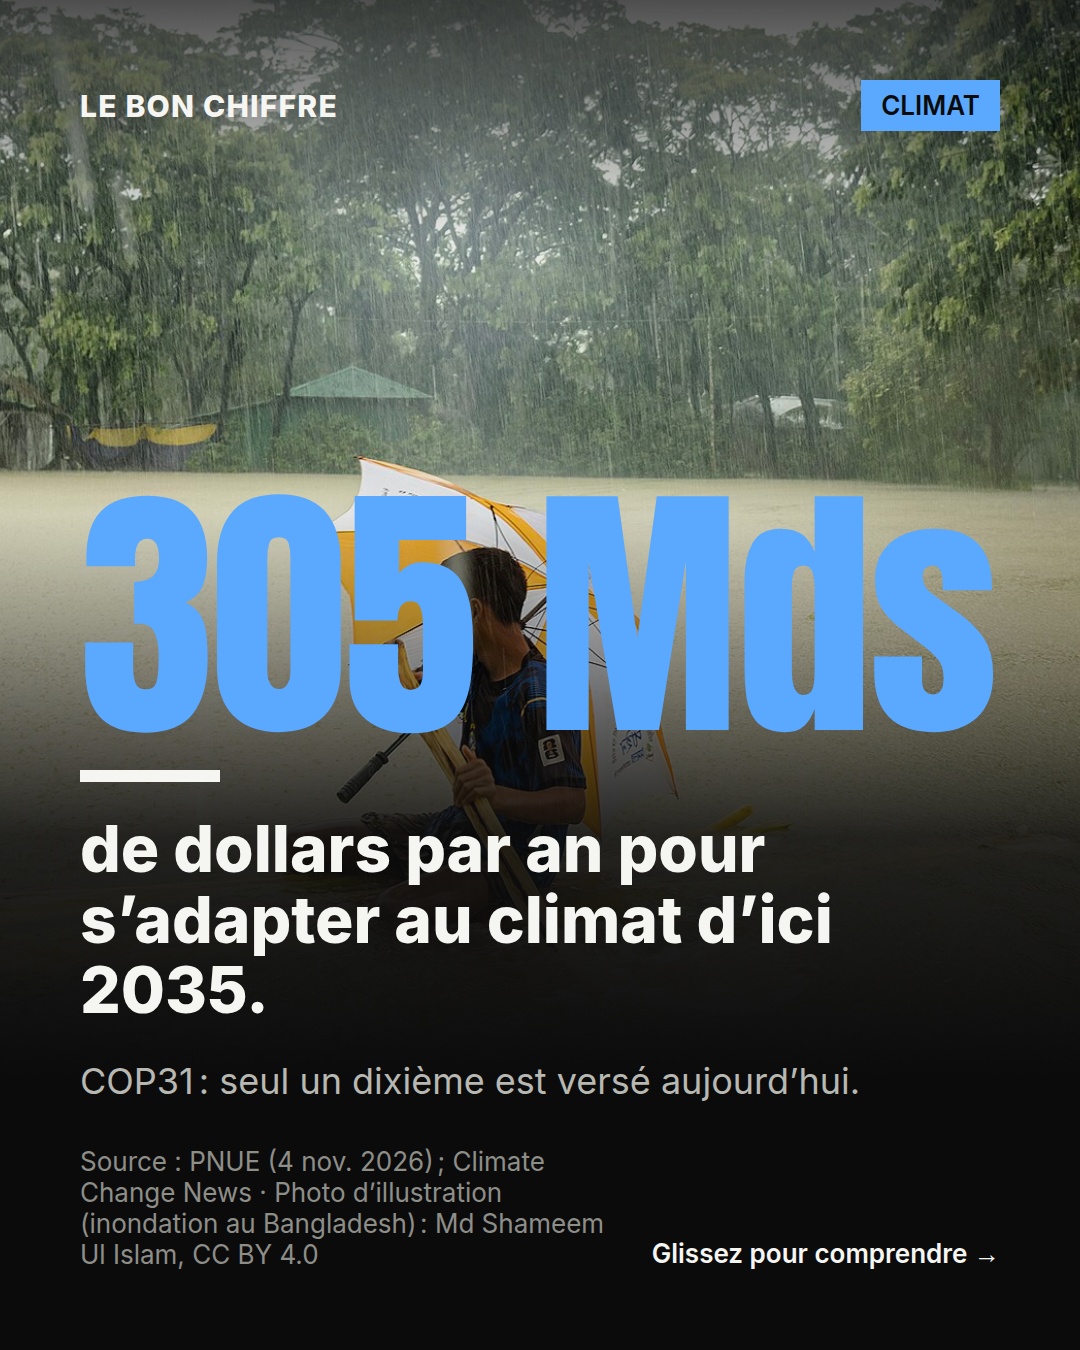 LE BON CHIFFRE
CLIMAT
305 Mds
de dollars par an pour
s’adapter au climat d’ici
2035.
COP31 : seul un dixième est versé aujourd’hui.
Source : PNUE (4 nov. 2026) ; Climate
Change News · Photo d’illustration
(inondation au Bangladesh) : Md Shameem
Ul Islam, CC BY 4.0
Glissez pour comprendre →